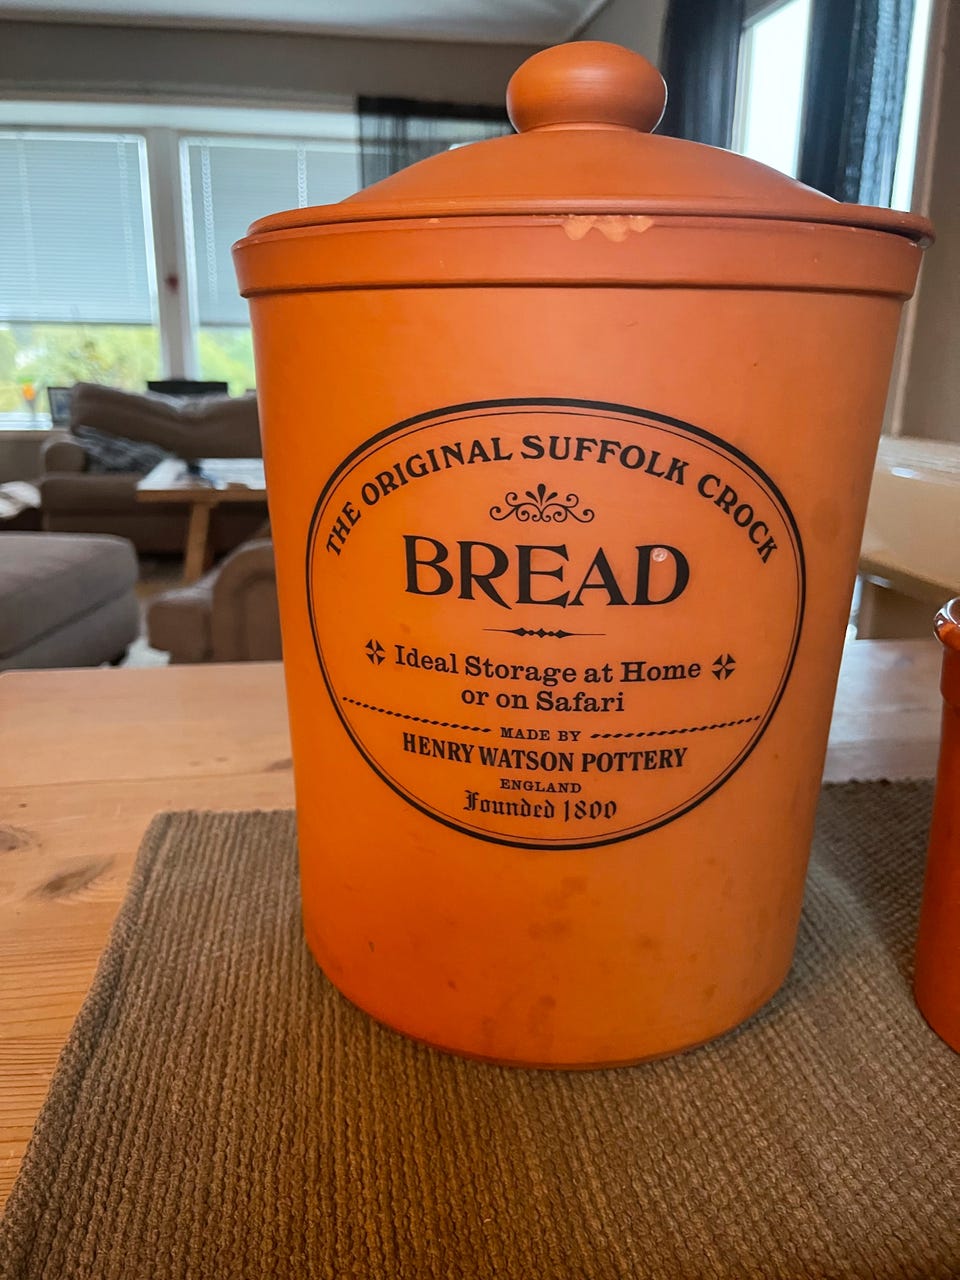 THE ORIGINAL SUFFOLK CROCK
BREAD
Ideal Storage at Home
or on Safari
MADE BY
HENRY WATSON POTTERY
ENGLAND
Founded 1800